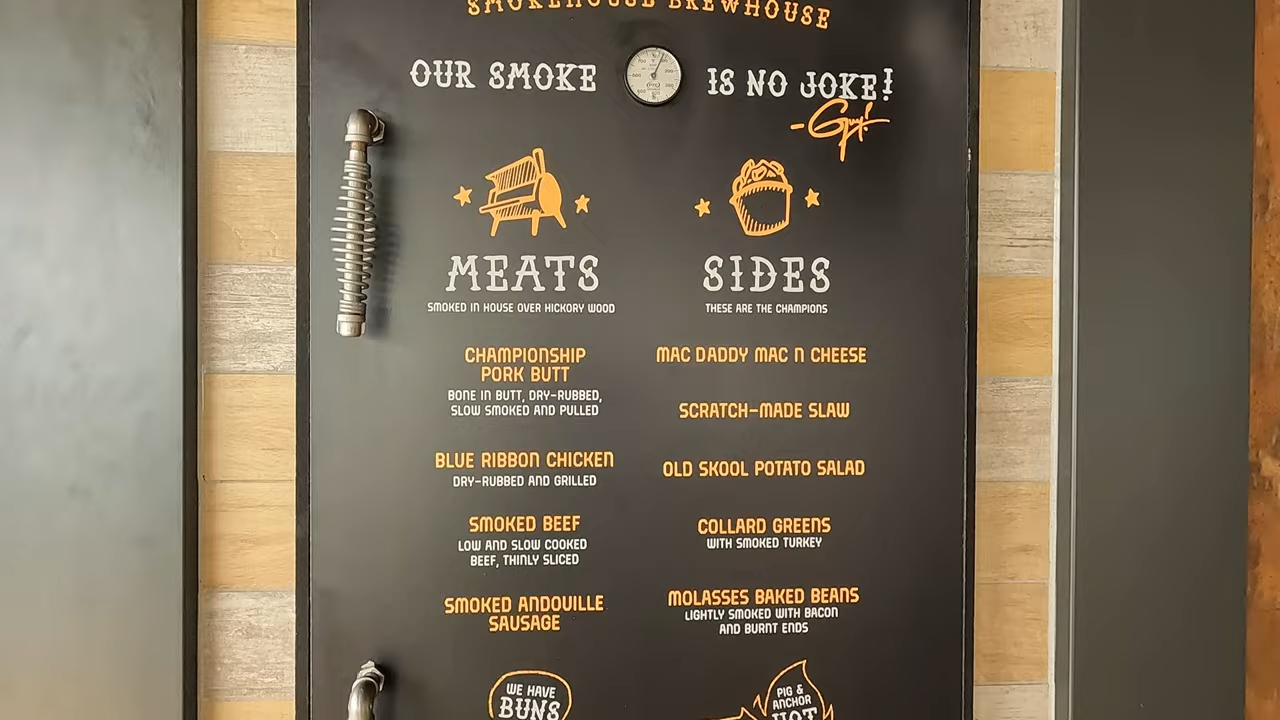 SMOKEHOUSE BREWHOUSE
OUR SMOKE IS NO JOKE!
-Guy!
MEATS
SMOKED IN HOUSE OVER HICKORY WOOD
CHAMPIONSHIP
PORK BUTT
BONE IN BUTT, DRY-RUBBED,
SLOW SMOKED AND PULLED
BLUE RIBBON CHICKEN
DRY-RUBBED AND GRILLED
SMOKED BEEF
LOW AND SLOW COOKED
BEEF, THINLY SLICED
SMOKED ANDOUILLE
SAUSAGE
WE HAVE
BUNS
SIDES
THESE ARE THE CHAMPIONS
MAC DADDY MAC N CHEESE
SCRATCH-MADE SLAW
OLD SKOOL POTATO SALAD
COLLARD GREENS
WITH SMOKED TURKEY
MOLASSES BAKED BEANS
LIGHTLY SMOKED WITH BACON
AND BURNT ENDS
PIG &
ANCHOR
HOT